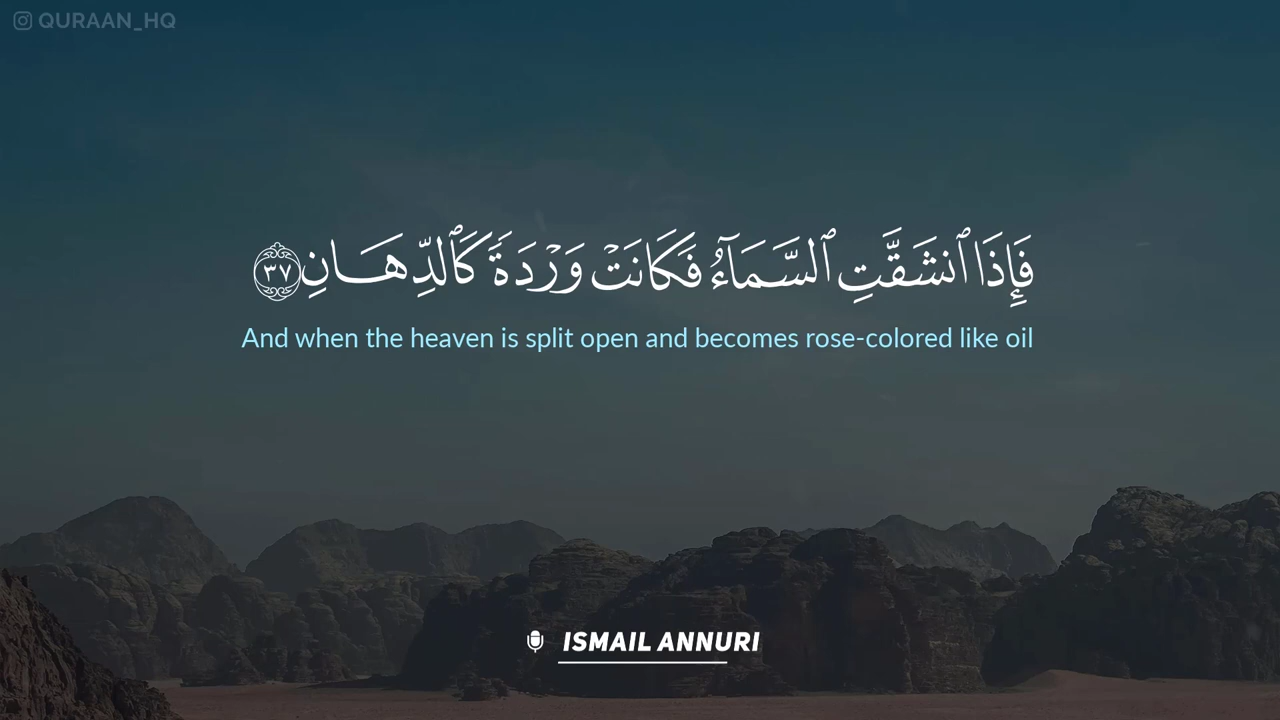 QURAAN_HQ
فَإِذَا ٱنشَقَّتِ ٱلسَّمَآءُ فَكَانَتْ وَرْدَةً كَٱلدِّهَانِ ٣٧
And when the heaven is split open and becomes rose-colored like oil
ISMAIL ANNURI